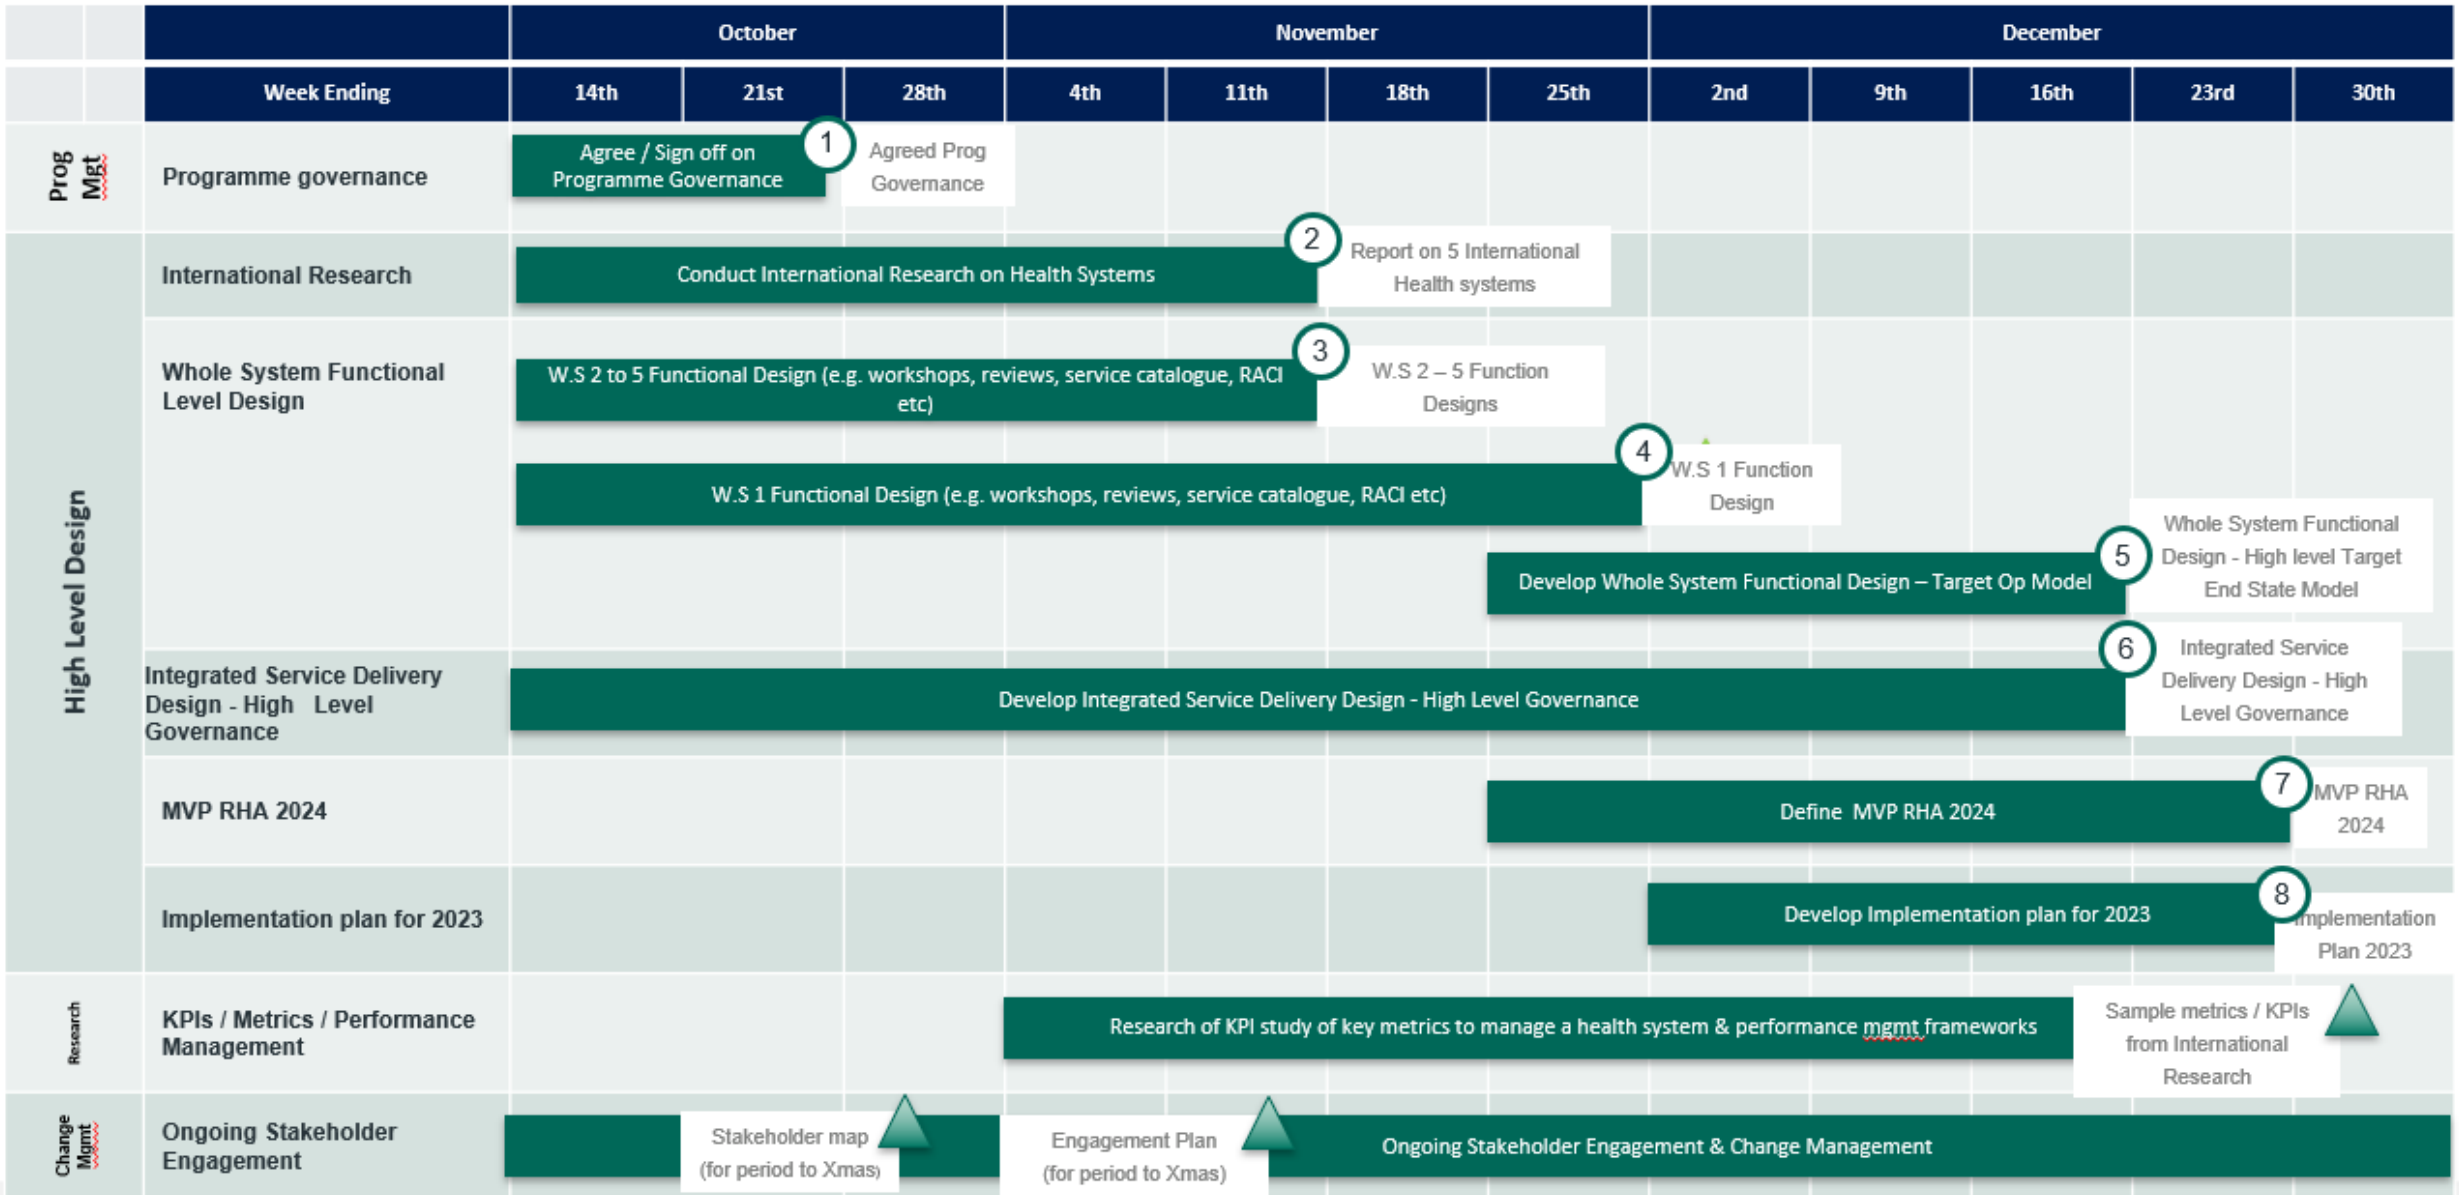 October
November
December
Week Ending
14th
21st
28th
4th
11th
18th
25th
2nd
9th
16th
23rd
30th
Prog
Mgt
Programme governance
Agree / Sign off on
Programme Governance
1
Agreed Prog
Governance
High Level Design
International Research
Conduct International Research on Health Systems
2
Report on 5 International
Health systems
Whole System Functional
Level Design
W.S 2 to 5 Functional Design (e.g. workshops, reviews, service catalogue, RACI
etc)
3
W.S 2 – 5 Function
Designs
W.S 1 Functional Design (e.g. workshops, reviews, service catalogue, RACI etc)
4
W.S 1 Function
Design
Develop Whole System Functional Design – Target Op Model
5
Whole System Functional
Design - High level Target
End State Model
Integrated Service Delivery
Design - High Level
Governance
Develop Integrated Service Delivery Design - High Level Governance
6
Integrated Service
Delivery Design - High
Level Governance
MVP RHA 2024
Define MVP RHA 2024
7
MVP RHA
2024
Implementation plan for 2023
Develop Implementation plan for 2023
8
Implementation
Plan 2023
Research
KPIs / Metrics / Performance
Management
Research of KPI study of key metrics to manage a health system & performance mgmt frameworks
Sample metrics / KPIs
from International
Research
Change
Mgmt
Ongoing Stakeholder
Engagement
Stakeholder map
(for period to Xmas)
Engagement Plan
(for period to Xmas)
Ongoing Stakeholder Engagement & Change Management